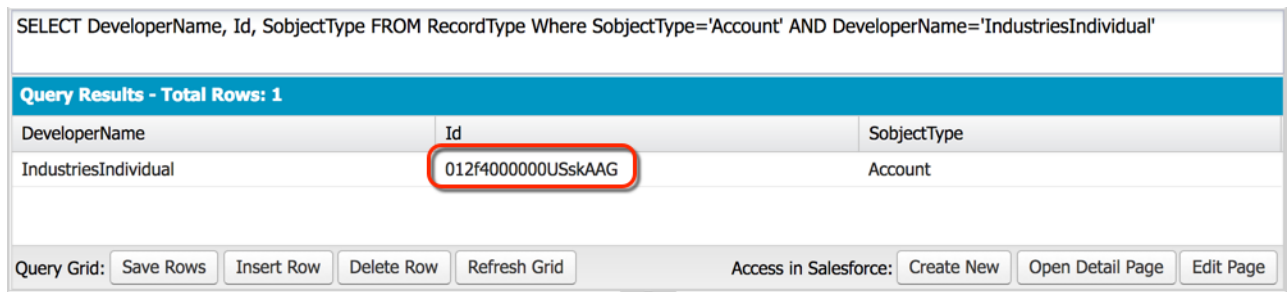 SELECT DeveloperName, Id, SobjectType FROM RecordType Where SobjectType='Account' AND DeveloperName='IndustriesIndividual'
Query Results - Total Rows: 1
DeveloperName Id SobjectType
IndustriesIndividual 012f4000000USskAAG Account
Query Grid: Save Rows Insert Row Delete Row Refresh Grid Access in Salesforce: Create New Open Detail Page Edit Page